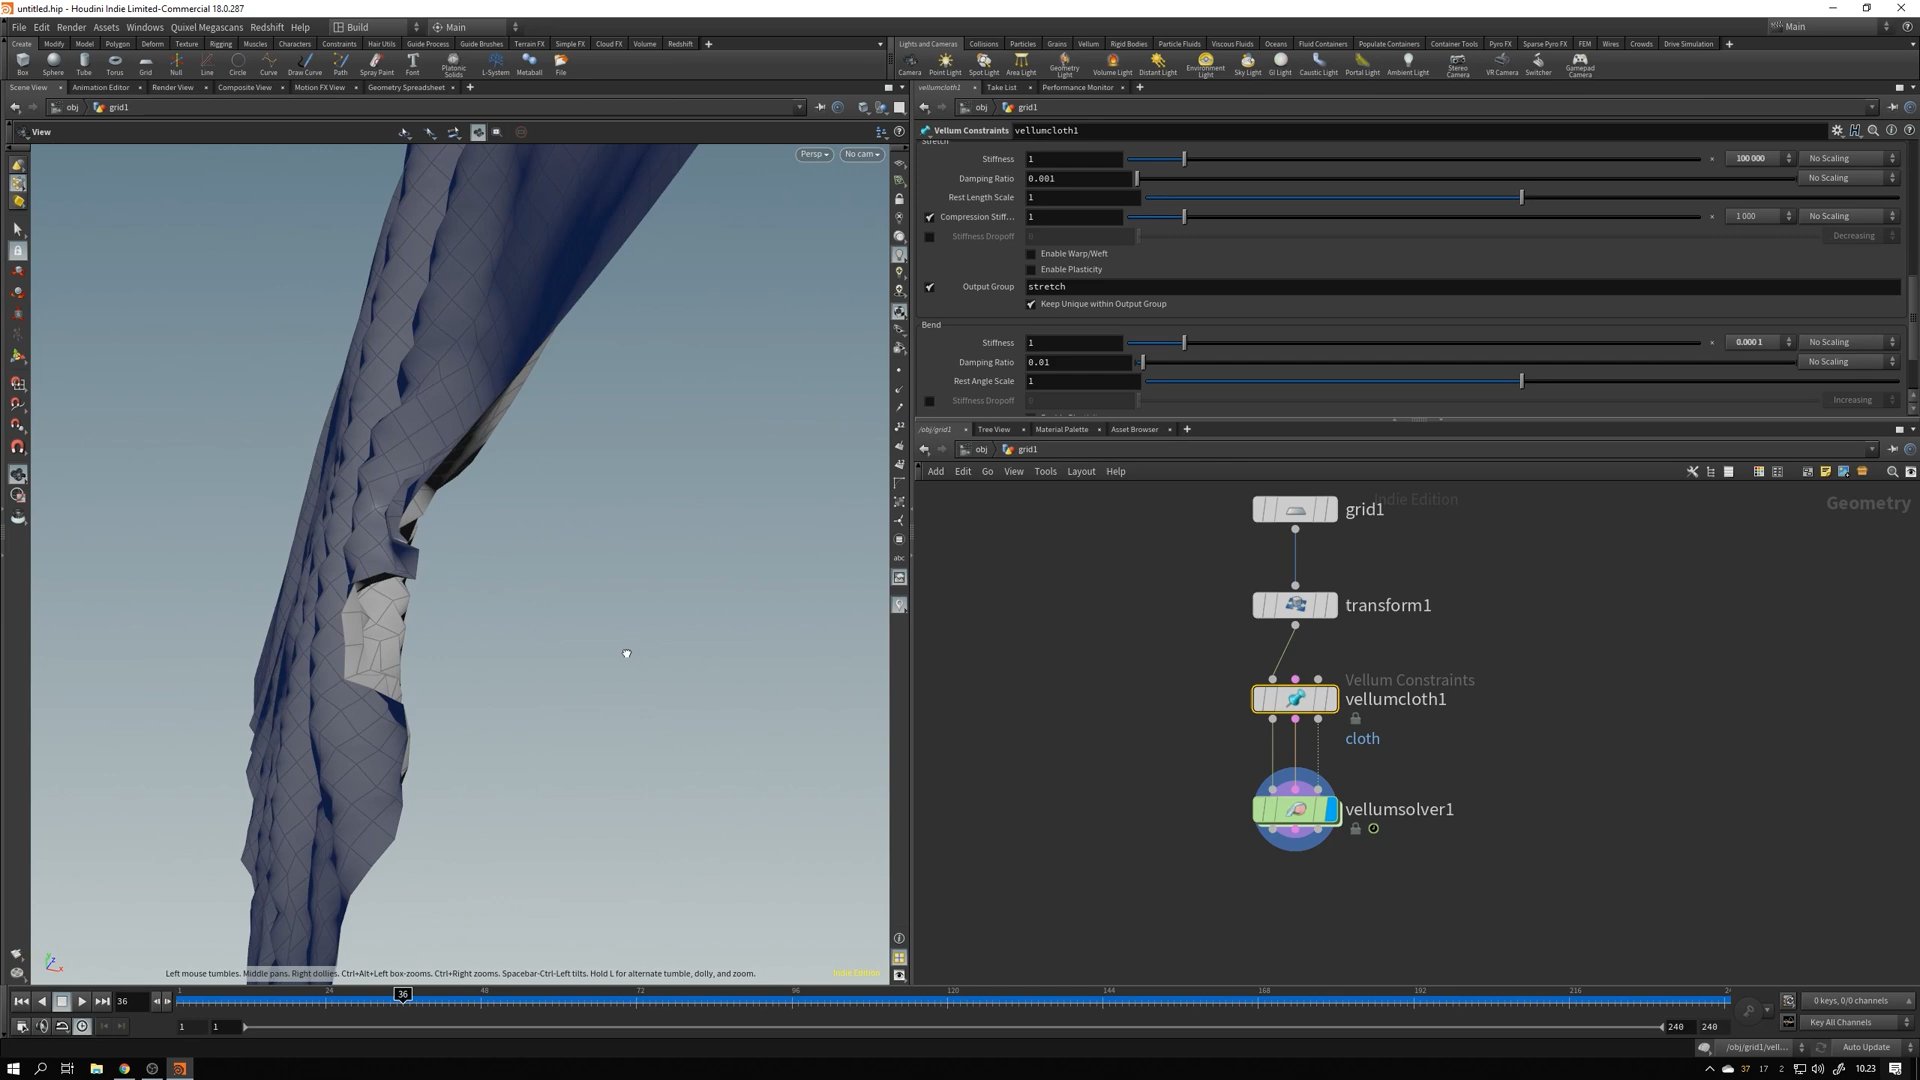 untitled.hip - Houdini Indie Limited-Commercial 18.0.287
File Edit Render Assets Windows Quixel Megascans Redshift Help Build Main Main
Create Modify Model Polygon Deform Texture Rigging Muscles Characters Constraints Hair Utils Guide Process Guide Brushes Terrain FX Simple FX Cloud FX Volume Redshift
Lights and Cameras Collisions Particles Grains Vellum Rigid Bodies Particle Fluids Viscous Fluids Oceans Fluid Containers Populate Containers Container Tools Pyro FX Sparse Pyro FX FEM Wires Crowds Drive Simulation
Box Sphere Tube Torus Grid Null Line Circle Curve Draw Curve Path Spray Paint Font Platonic Solids L-System Metaball File
Camera Point Light Spot Light Area Light Geometry Light Volume Light Distant Light Environment Light Sky Light GI Light Caustic Light Portal Light Ambient Light Stereo Camera VR Camera Switcher Gamepad Camera
Scene View Animation Editor Render View Composite View Motion FX View Geometry Spreadsheet
vellumcloth1 Take List Performance Monitor
obj grid1
obj grid1
View
Persp No cam
Vellum Constraints vellumcloth1
Stretch
Stiffness 1 × 100 000 No Scaling
Damping Ratio 0.001 No Scaling
Rest Length Scale 1
Compression Stiff... 1 × 1 000 No Scaling
Stiffness Dropoff 0 Decreasing
Enable Warp/Weft
Enable Plasticity
Output Group stretch
Keep Unique within Output Group
Bend
Stiffness 1 × 0.000 1 No Scaling
Damping Ratio 0.01 No Scaling
Rest Angle Scale 1
Stiffness Dropoff 0 Increasing
/obj/grid1 Tree View Material Palette Asset Browser
obj grid1
Add Edit Go View Tools Layout Help
Indie Edition
Geometry
grid1
transform1
Vellum Constraints
vellumcloth1
cloth
vellumsolver1
abc
Left mouse tumbles. Middle pans. Right dollies. Ctrl+Alt+Left box-zooms. Ctrl+Right zooms. Spacebar-Ctrl-Left tilts. Hold L for alternate tumble, dolly, and zoom.
Indie Edition
36 1 24 36 48 72 96 120 144 168 192 216 24
0 keys, 0/0 channels
1 1 240 240 Key All Channels
/obj/grid1/vell... Auto Update
37 17 2 10.23